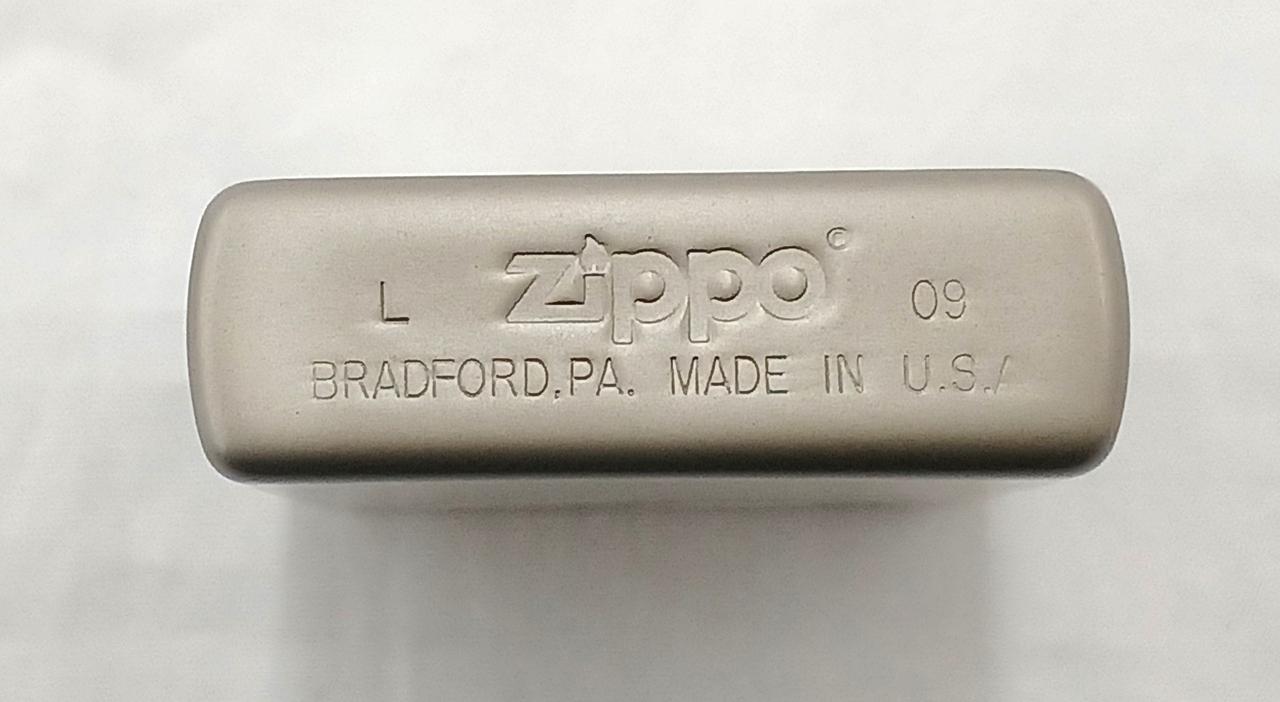 L zippo© 09
BRADFORD,PA. MADE IN U.S./